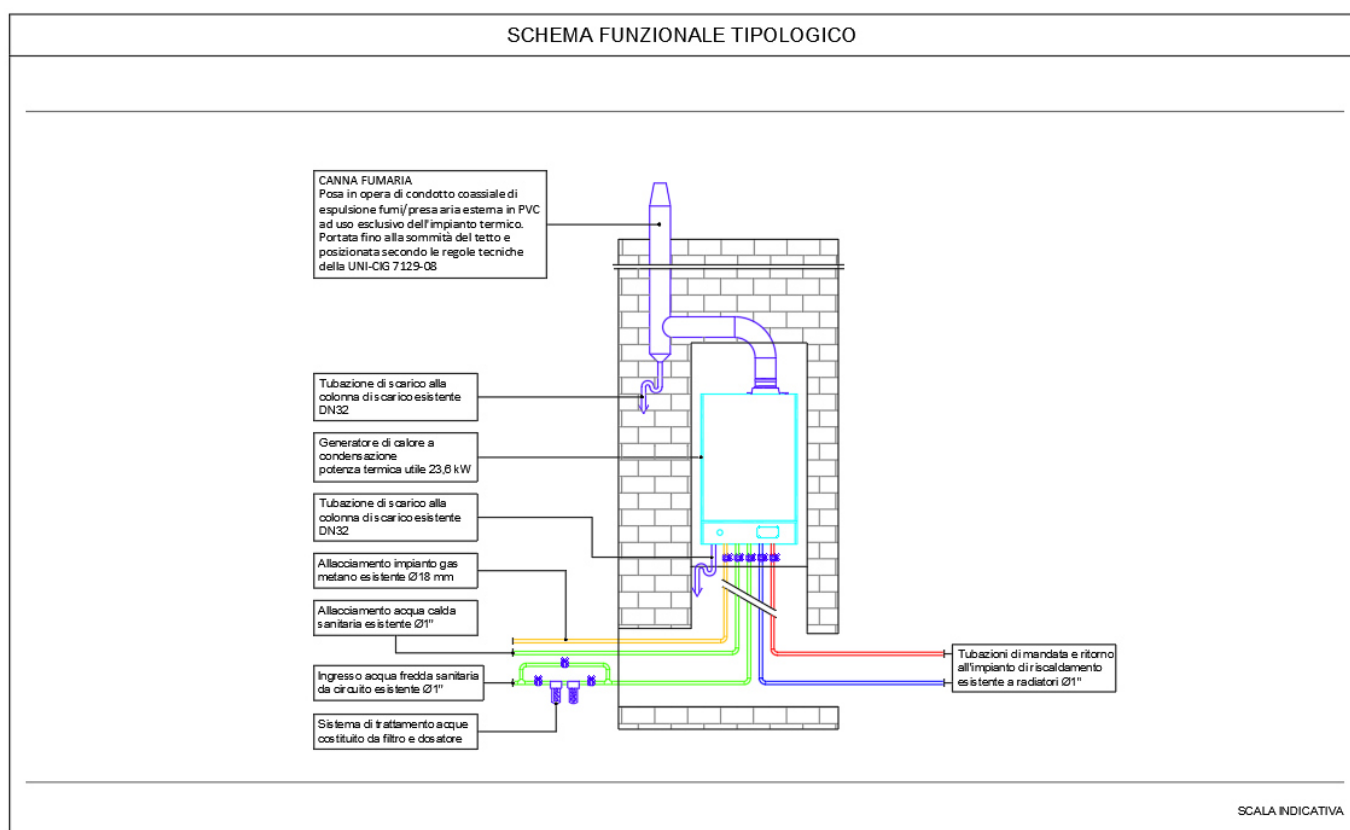 SCHEMA FUNZIONALE TIPOLOGICO
CANNA FUMARIA
Posa in opera di condotto coassiale di
espulsione fumi/presa aria esterna in PVC
ad uso esclusivo dell'impianto termico.
Portata fino alla sommità del tetto e
posizionata secondo le regole tecniche
della UNI-CIG 7129-08
Tubazione di scarico alla
colonna di scarico esistente
DN32
Generatore di calore a
condensazione
potenza termica utile 23,6 kW
Tubazione di scarico alla
colonna di scarico esistente
DN32
Allacciamento impianto gas
metano esistente Ø18 mm
Allacciamento acqua calda
sanitaria esistente Ø1"
Ingresso acqua fredda sanitaria
da circuito esistente Ø1"
Sistema di trattamento acque
costituito da filtro e dosatore
Tubazioni di mandata e ritorno
all'impianto di riscaldamento
esistente a radiatori Ø1"
SCALA INDICATIVA